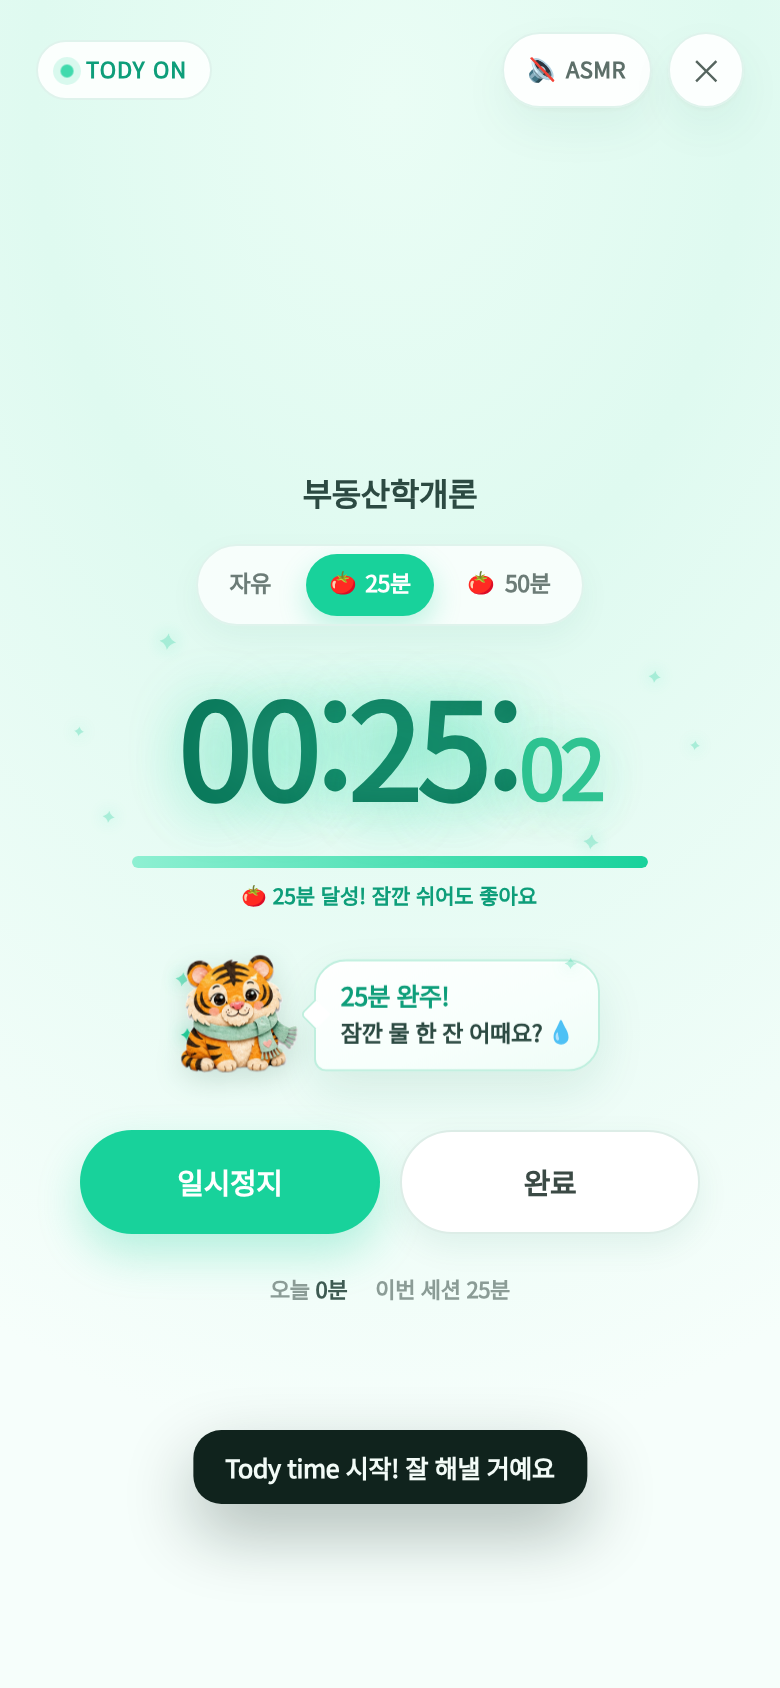 TODY ON
ASMR
부동산학개론
자유
25분
50분
00:25:02
25분 달성! 잠깐 쉬어도 좋아요
25분 완주!
잠깐 물 한 잔 어때요?
일시정지
완료
오늘 0분 이번 세션 25분
Tody time 시작! 잘 해낼 거예요